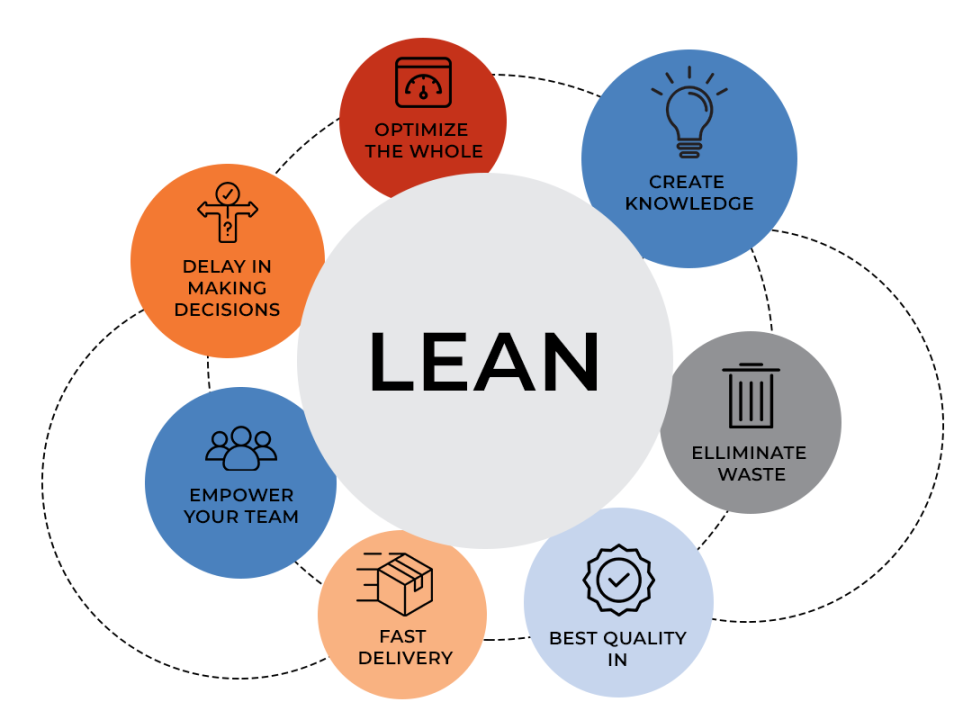 OPTIMIZE
THE WHOLE
CREATE
KNOWLEDGE
DELAY IN
MAKING
DECISIONS
LEAN
ELLIMINATE
WASTE
EMPOWER
YOUR TEAM
FAST
DELIVERY
BEST QUALITY
IN
?